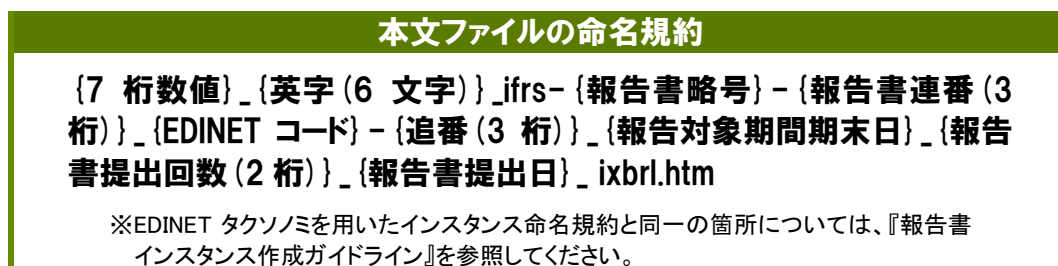 本文ファイルの命名規約
{7 桁数値}_{英字(6 文字)}_ifrs-{報告書略号}-{報告書連番(3
桁)}_{EDINET コード}-{追番(3 桁)}_{報告対象期間期末日}_{報告
書提出回数(2 桁)}_{報告書提出日}_ixbrl.htm
※EDINET タクソノミを用いたインスタンス命名規約と同一の箇所については、『報告書
インスタンス作成ガイドライン』を参照してください。